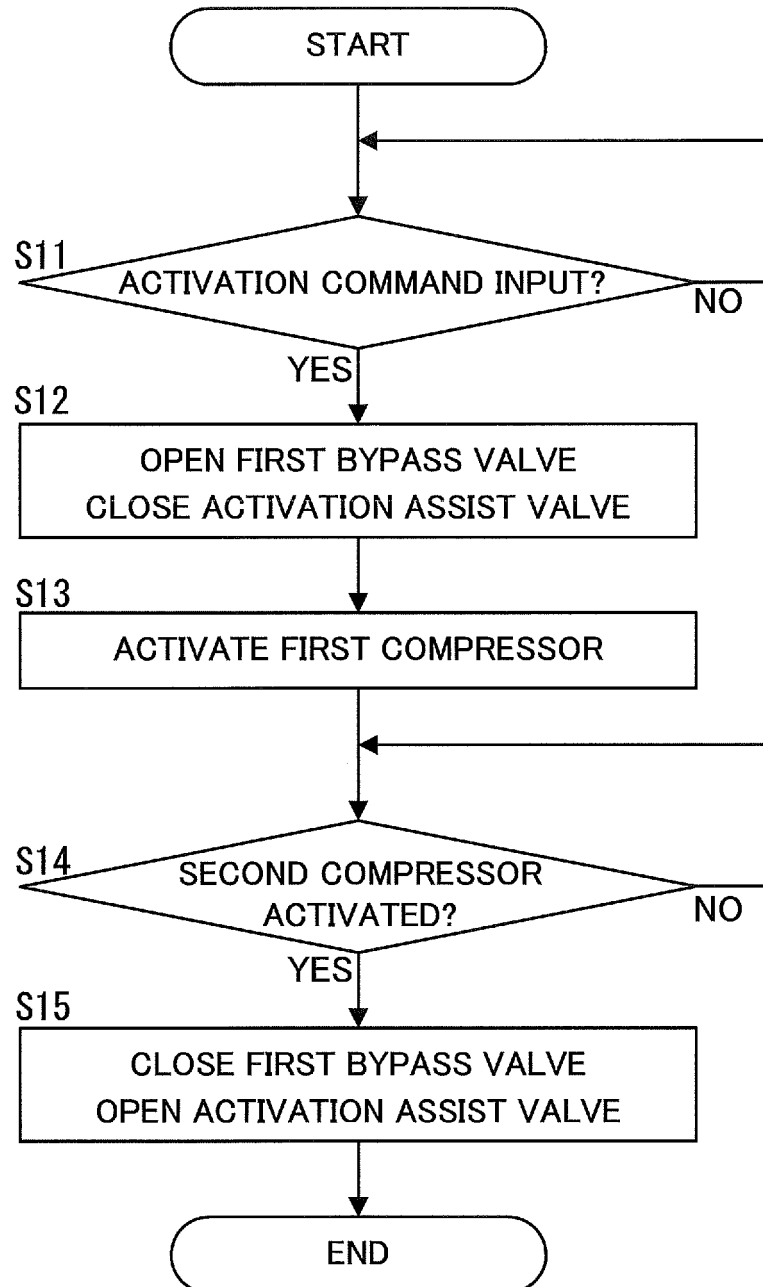 START
S11
ACTIVATION COMMAND INPUT?
NO
YES
S12
OPEN FIRST BYPASS VALVE
CLOSE ACTIVATION ASSIST VALVE
S13
ACTIVATE FIRST COMPRESSOR
S14
SECOND COMPRESSOR
ACTIVATED?
NO
YES
S15
CLOSE FIRST BYPASS VALVE
OPEN ACTIVATION ASSIST VALVE
END